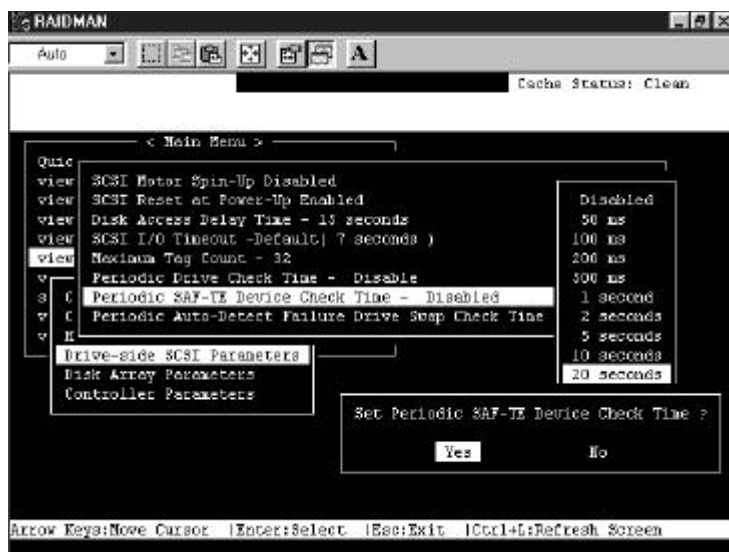 RAIDMAN
Auto
A
Cache Status: Clean
< Main Menu >
Quic
view SCSI Motor Spin-Up Disabled
view SCSI Reset at Power-Up Enabled
view Disk Access Delay Time - 15 seconds
view SCSI I/O Timeout -Default( 7 seconds )
view Maximum Tag Count - 32
v Periodic Drive Check Time - Disable
s C Periodic SAF-TE Device Check Time - Disabled
v C Periodic Auto-Detect Failure Drive Swap Check Time
v M
Disabled
50 ms
100 ms
200 ms
500 ms
1 second
2 seconds
5 seconds
10 seconds
20 seconds
Drive-side SCSI Parameters
Disk Array Parameters
Controller Parameters
Set Periodic SAF-TE Device Check Time ?
Yes No
Arrow Keys:Move Cursor |Enter:Select |Esc:Exit |Ctrl+L:Refresh Screen